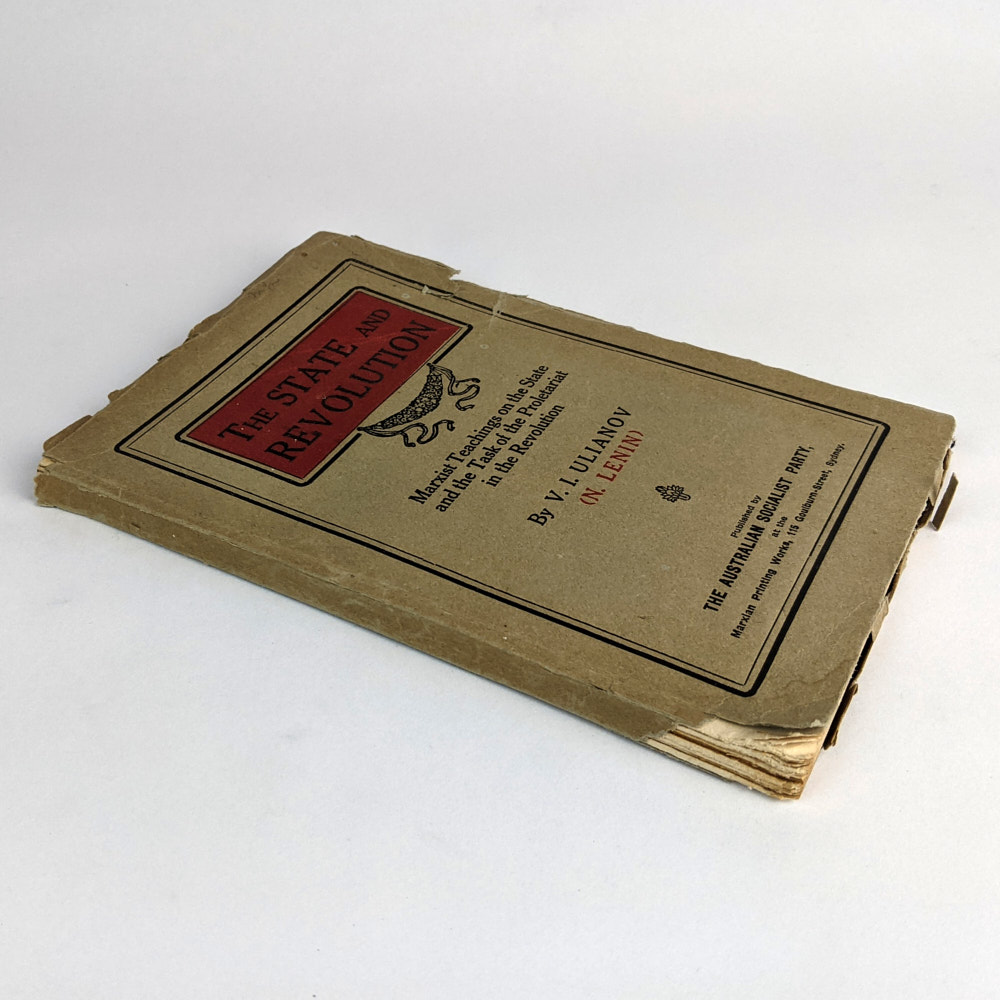 THE STATE AND
REVOLUTION
Marxist Teachings on the State
and the Task of the Proletariat
in the Revolution
By V. I. ULIANOV
(N. LENIN)
Published by
THE AUSTRALIAN SOCIALIST PARTY,
at the
Marxian Printing Works, 115 Goulburn-Street, Sydney.